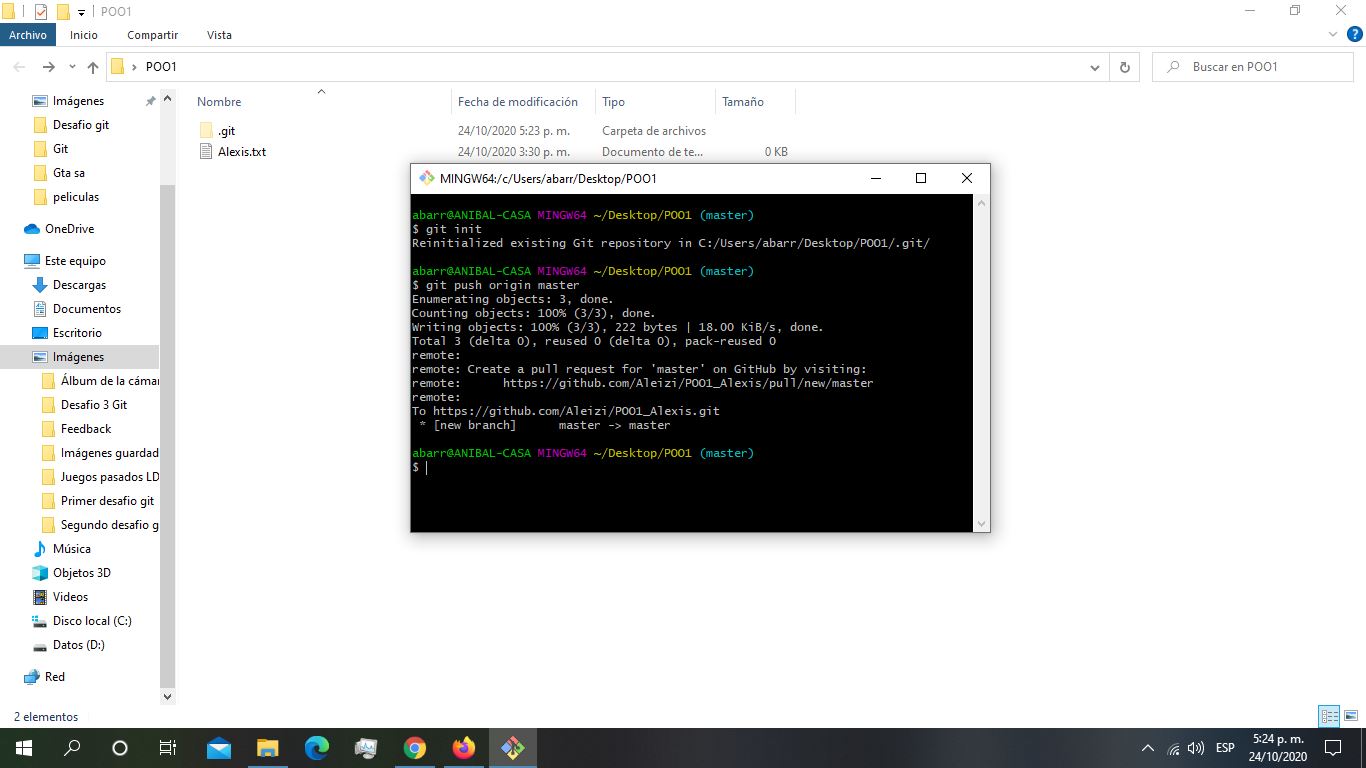 POO1
Archivo Inicio Compartir Vista
POO1 Buscar en POO1
Nombre Fecha de modificación Tipo Tamaño
.git 24/10/2020 5:23 p. m. Carpeta de archivos
Alexis.txt 24/10/2020 3:30 p. m. Documento de te... 0 KB
Imágenes
Desafio git
Git
Gta sa
peliculas
OneDrive
Este equipo
Descargas
Documentos
Escritorio
Imágenes
Álbum de la cámar
Desafio 3 Git
Feedback
Imágenes guardad
Juegos pasados LD
Primer desafio git
Segundo desafio g
Música
Objetos 3D
Videos
Disco local (C:)
Datos (D:)
Red
2 elementos
MINGW64:/c/Users/abarr/Desktop/POO1
abarr@ANIBAL-CASA MINGW64 ~/Desktop/POO1 (master)
$ git init
Reinitialized existing Git repository in C:/Users/abarr/Desktop/POO1/.git/
abarr@ANIBAL-CASA MINGW64 ~/Desktop/POO1 (master)
$ git push origin master
Enumerating objects: 3, done.
Counting objects: 100% (3/3), done.
Writing objects: 100% (3/3), 222 bytes | 18.00 KiB/s, done.
Total 3 (delta 0), reused 0 (delta 0), pack-reused 0
remote:
remote: Create a pull request for 'master' on GitHub by visiting:
remote:      https://github.com/Aleizi/POO1_Alexis/pull/new/master
remote:
To https://github.com/Aleizi/POO1_Alexis.git
 * [new branch]      master -> master
abarr@ANIBAL-CASA MINGW64 ~/Desktop/POO1 (master)
$
ESP
5:24 p. m.
24/10/2020